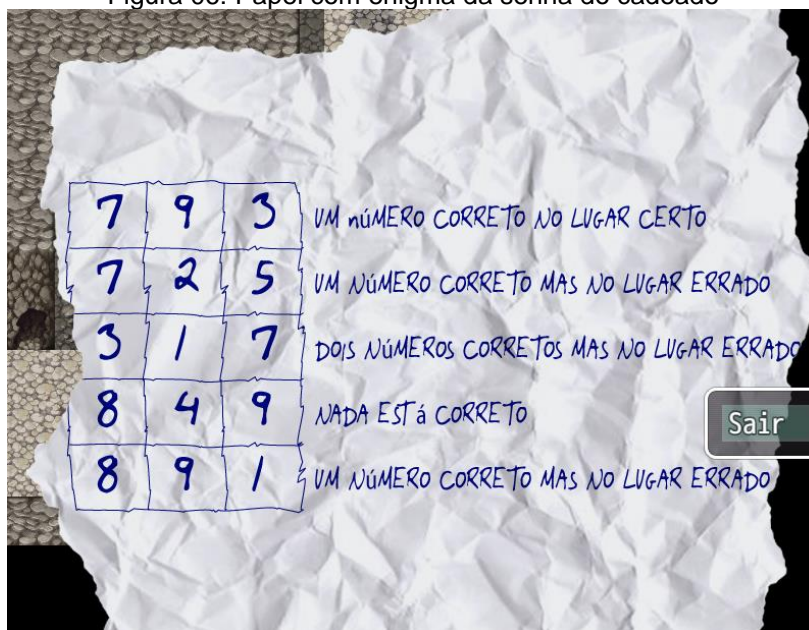 Figura 06: Papel com enigma da senha do cadeado
7 9 3 UM NÚMERO CORRETO NO LUGAR CERTO
7 2 5 UM NÚMERO CORRETO MAS NO LUGAR ERRADO
3 1 7 DOIS NÚMEROS CORRETOS MAS NO LUGAR ERRADO
8 4 9 NADA ESTá CORRETO
Sair
8 9 1 UM NÚMERO CORRETO MAS NO LUGAR ERRADO